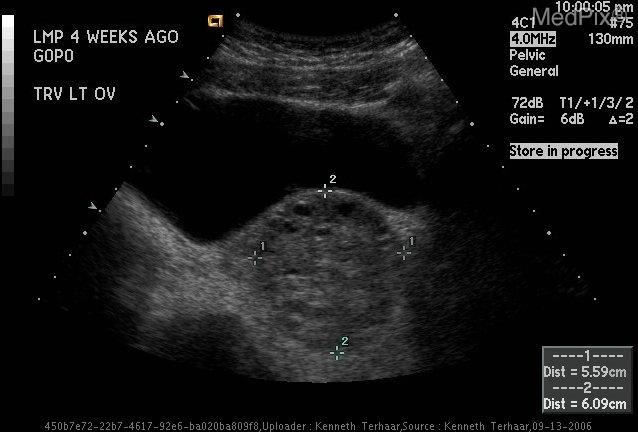 10:00:05 pm
MedPix®
LMP 4 WEEKS AGO
4C1 #75
G0P0
4.0MHz 130mm
Pelvic
General
TRV LT OV
72dB T1/+1/3/2
Gain= 6dB Δ=2
Store in progress
2
1
1
2
----1----
Dist = 5.59cm
----2----
Dist = 6.09cm
450b7e72-22b7-4617-92e6-ba020ba809f8,Uploader : Kenneth Terhaar,Source : Kenneth Terhaar,09-13-2006